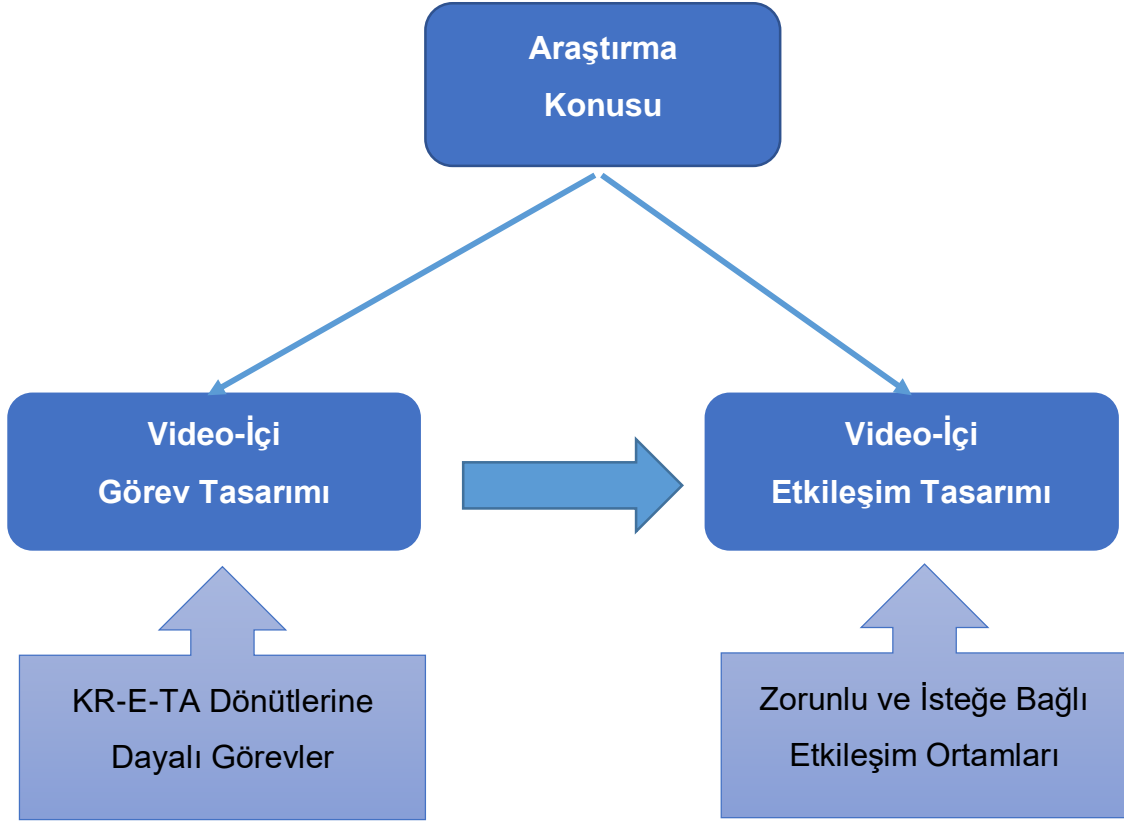 Araştırma
Konusu
Video-İçi
Görev Tasarımı
Video-İçi
Etkileşim Tasarımı
KR-E-TA Dönütlerine
Dayalı Görevler
Zorunlu ve İsteğe Bağlı
Etkileşim Ortamları